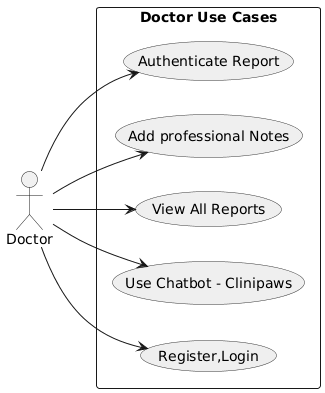 Doctor Use Cases
Authenticate Report
Add professional Notes
View All Reports
Doctor
Use Chatbot - Clinipaws
Register,Login